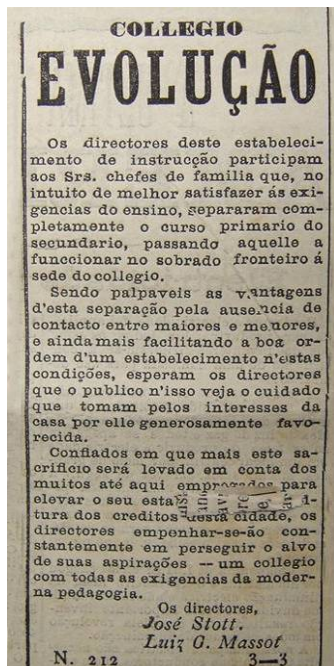 COLLEGIO
EVOLUÇÃO
Os directores deste estabeleci-
mento de instrucção participam
aos Srs. chefes de familia que, no
intuito de melhor satisfazer ás exi-
gencias do ensino, separaram com-
pletamente o curso primario do
secundario, passando aquelle a
funccionar no sobrado fronteiro á
sede do collegio.
Sendo palpaveis as vantagens
d'esta separação pela ausencia de
contacto entre maiores e menores,
e ainda mais facilitando a boa or-
dem d'um estabelecimento n'estas
condições, esperam os directores
que o publico n'isso veja o cuidado
que tomam pelos interesses da
casa por elle generosamente favo-
recida.
Confiados em que mais este sa-
crificio será levado em conta dos
muitos até aqui empregados para
elevar o seu
tura dos creditos desta cidade, os
directores empenhar-se-ão con-
stantemente em perseguir o alvo
de suas aspirações — um collegio
com todas as exigencias da moder-
na pedagogia.
Os directores,
José Stott.
Luiz G. Massot
N. 212 3—3